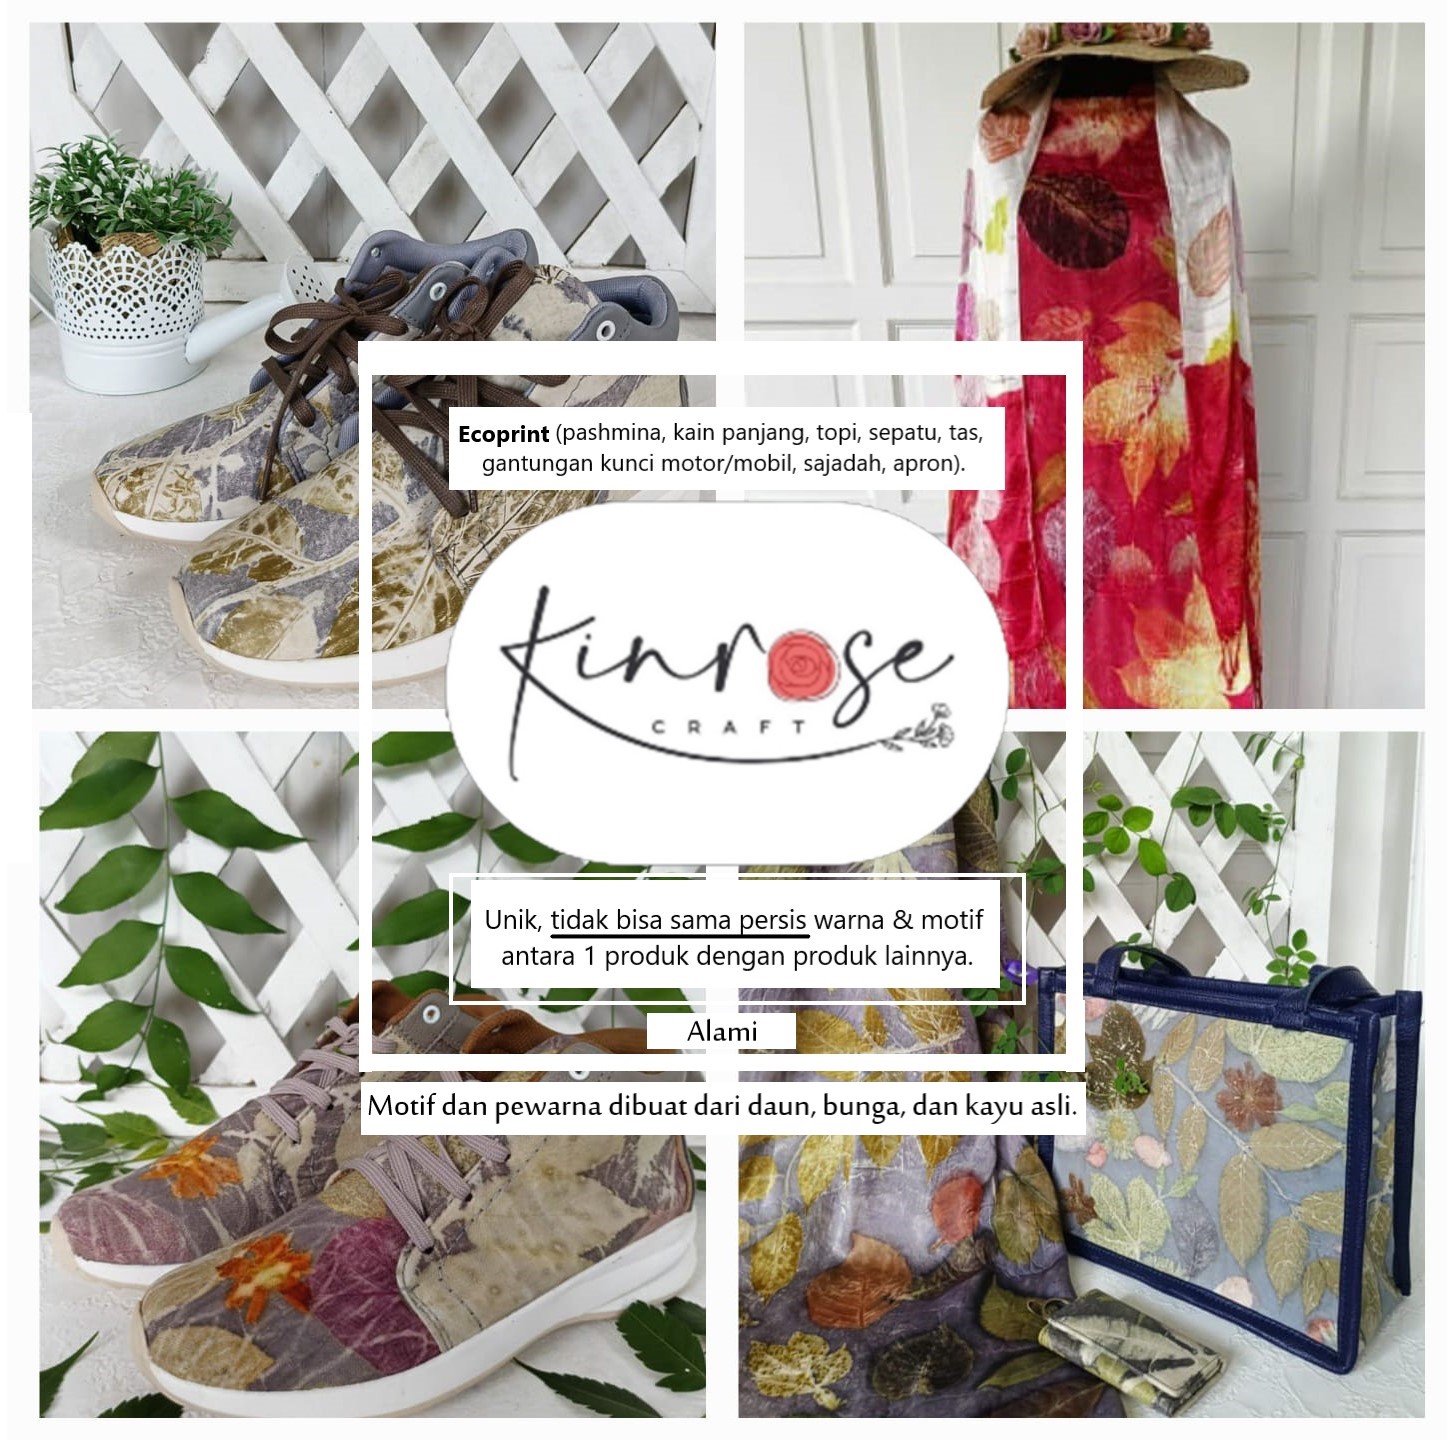 Ecoprint (pashmina, kain panjang, topi, sepatu, tas,
gantungan kunci motor/mobil, sajadah, apron).
Kinrose
CRAFT
Unik, tidak bisa sama persis warna & motif
antara 1 produk dengan produk lainnya.
Alami
Motif dan pewarna dibuat dari daun, bunga, dan kayu asli.